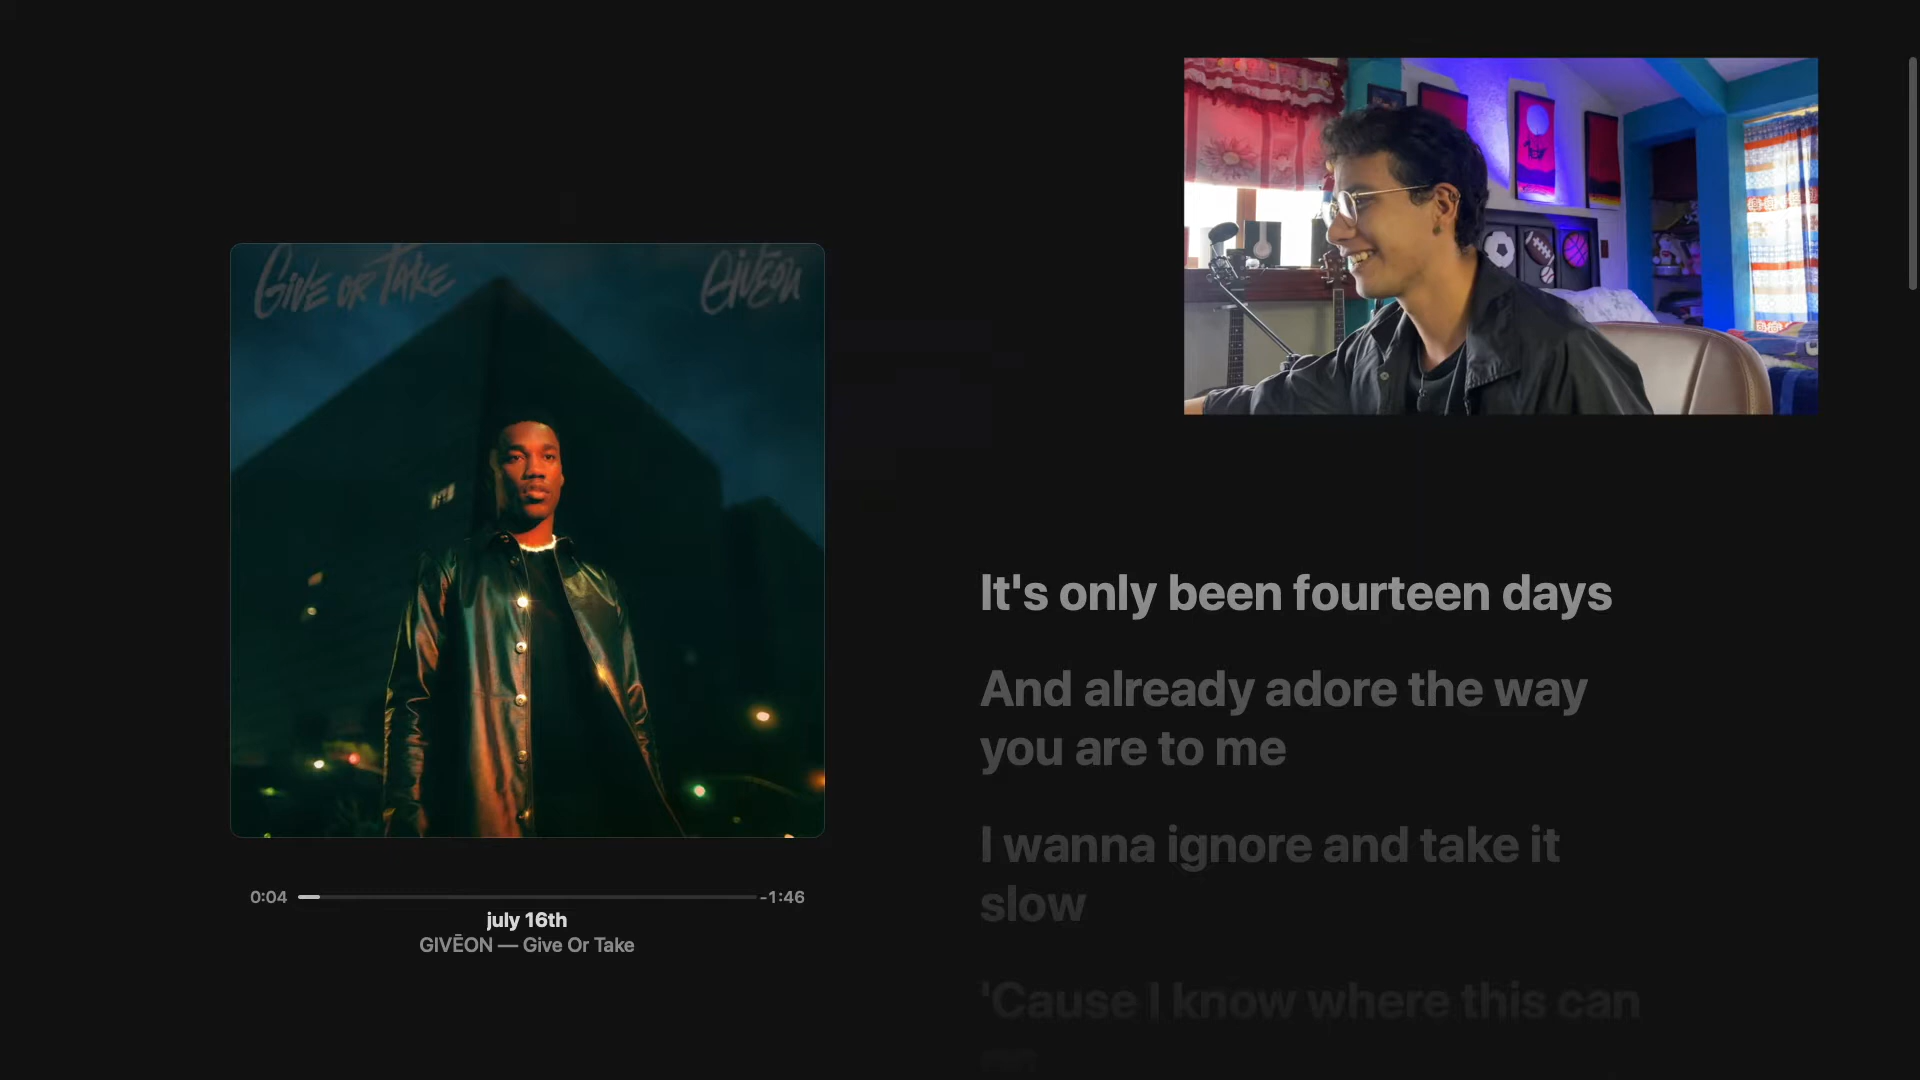 Give or Take
Givēon
0:04
-1:46
july 16th
GIVĒON — Give Or Take
It's only been fourteen days
And already adore the way
you are to me
I wanna ignore and take it
slow
'Cause I know where this can